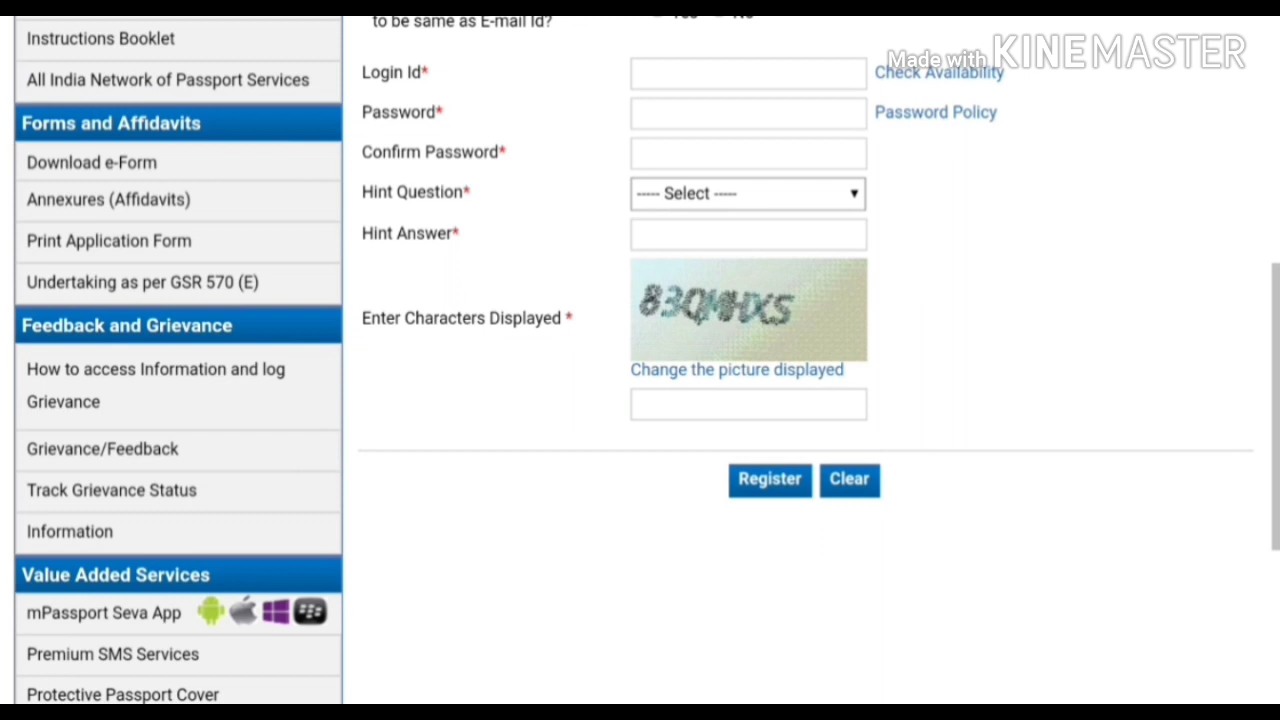 to be same as E-mail Id? Yes No
Made with KINEMASTER
Instructions Booklet
All India Network of Passport Services
Forms and Affidavits
Download e-Form
Annexures (Affidavits)
Print Application Form
Undertaking as per GSR 570 (E)
Feedback and Grievance
How to access Information and log
Grievance
Grievance/Feedback
Track Grievance Status
Information
Value Added Services
mPassport Seva App
Premium SMS Services
Protective Passport Cover
Login Id*
Check Availability
Password*
Password Policy
Confirm Password*
Hint Question*
----- Select -----
Hint Answer*
Enter Characters Displayed *
Change the picture displayed
Register Clear